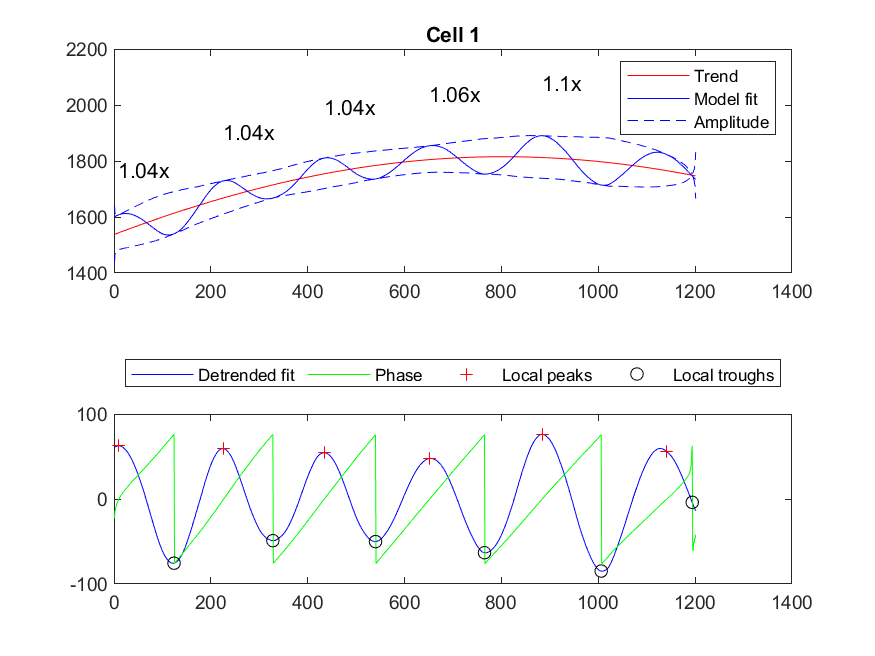 Cell 1
2200
2000
1800
1600
1400
1.04x
1.04x
1.04x
1.06x
1.1x
Trend
Model fit
Amplitude
0 200 400 600 800 1000 1200 1400
Detrended fit Phase Local peaks Local troughs
100
0
-100
0 200 400 600 800 1000 1200 1400